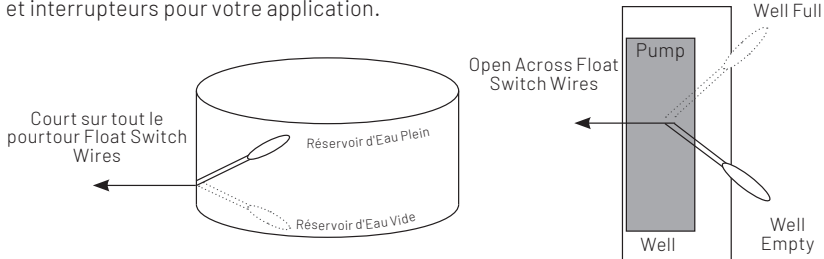 et interrupteurs pour votre application.
Court sur tout le
pourtour Float Switch
Wires
Réservoir d'Eau Plein
Réservoir d'Eau Vide
Open Across Float
Switch Wires
Pump
Well Full
Well
Empty
Well